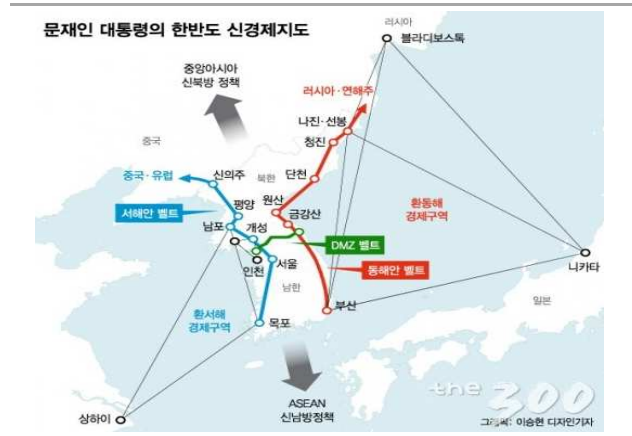 문재인 대통령의 한반도 신경제지도
러시아
블라디보스톡
중앙아시아
신북방 정책
러시아·연해주
나진·선봉
청진
중국
단천
북한
중국·유럽
신의주
원산
평양
금강산
서해안 벨트
남포
개성
환동해
경제구역
DMZ 벨트
인천
서울
동해안 벨트
니카타
남한
부산
일본
환서해
경제구역
목포
the 300
ASEAN
신남방정책
상하이
그래픽: 이승현 디자인기자